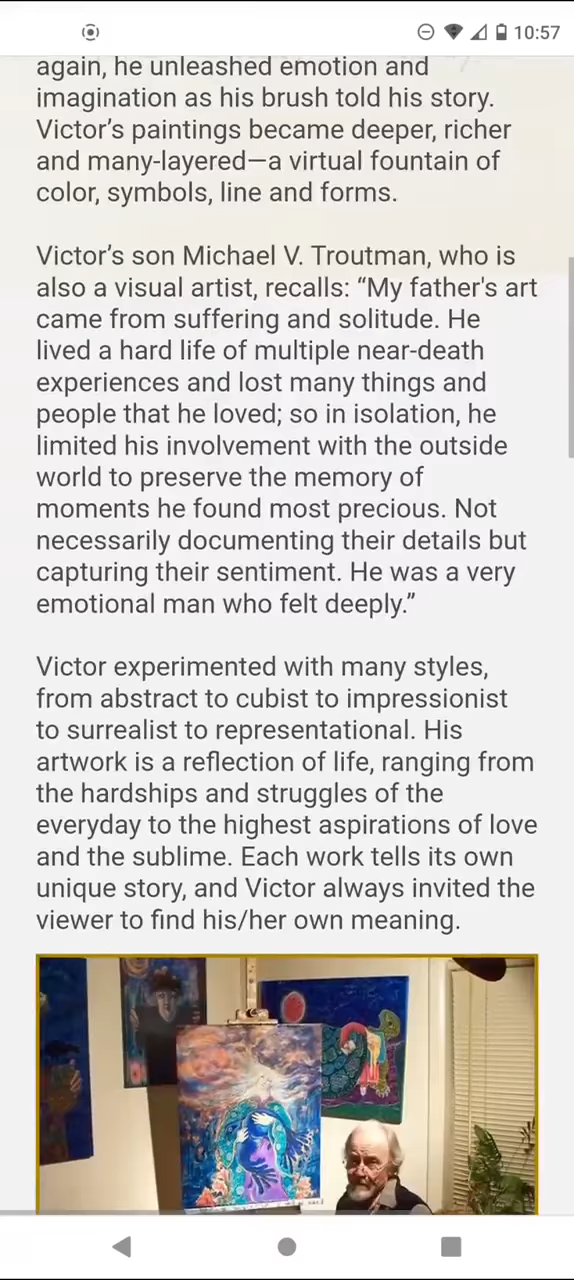 10:57
again, he unleashed emotion and
imagination as his brush told his story.
Victor’s paintings became deeper, richer
and many-layered—a virtual fountain of
color, symbols, line and forms.
Victor’s son Michael V. Troutman, who is
also a visual artist, recalls: “My father's art
came from suffering and solitude. He
lived a hard life of multiple near-death
experiences and lost many things and
people that he loved; so in isolation, he
limited his involvement with the outside
world to preserve the memory of
moments he found most precious. Not
necessarily documenting their details but
capturing their sentiment. He was a very
emotional man who felt deeply.”
Victor experimented with many styles,
from abstract to cubist to impressionist
to surrealist to representational. His
artwork is a reflection of life, ranging from
the hardships and struggles of the
everyday to the highest aspirations of love
and the sublime. Each work tells its own
unique story, and Victor always invited the
viewer to find his/her own meaning.